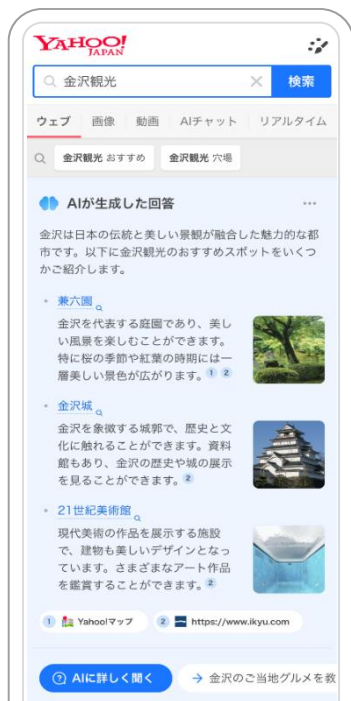 YAHOO!
JAPAN
金沢観光
検索
ウェブ 画像 動画 AIチャット リアルタイム
金沢観光 おすすめ 金沢観光 穴場
AIが生成した回答
金沢は日本の伝統と美しい景観が融合した魅力的な都
市です。以下に金沢観光のおすすめスポットをいくつ
かご紹介します。
兼六園
金沢を代表する庭園であり、美し
い風景を楽しむことができます。
特に桜の季節や紅葉の時期には一
層美しい景色が広がります。 1 2
金沢城
金沢を象徴する城郭で、歴史と文
化に触れることができます。資料
館もあり、金沢の歴史や城の展示
を見ることができます。 2
21世紀美術館
現代美術の作品を展示する施設
で、建物も美しいデザインとなっ
ています。さまざまなアート作品
を鑑賞することができます。 2
1 Yahoo!マップ 2 https://www.ikyu.com
AIに詳しく聞く → 金沢のご当地グルメを教